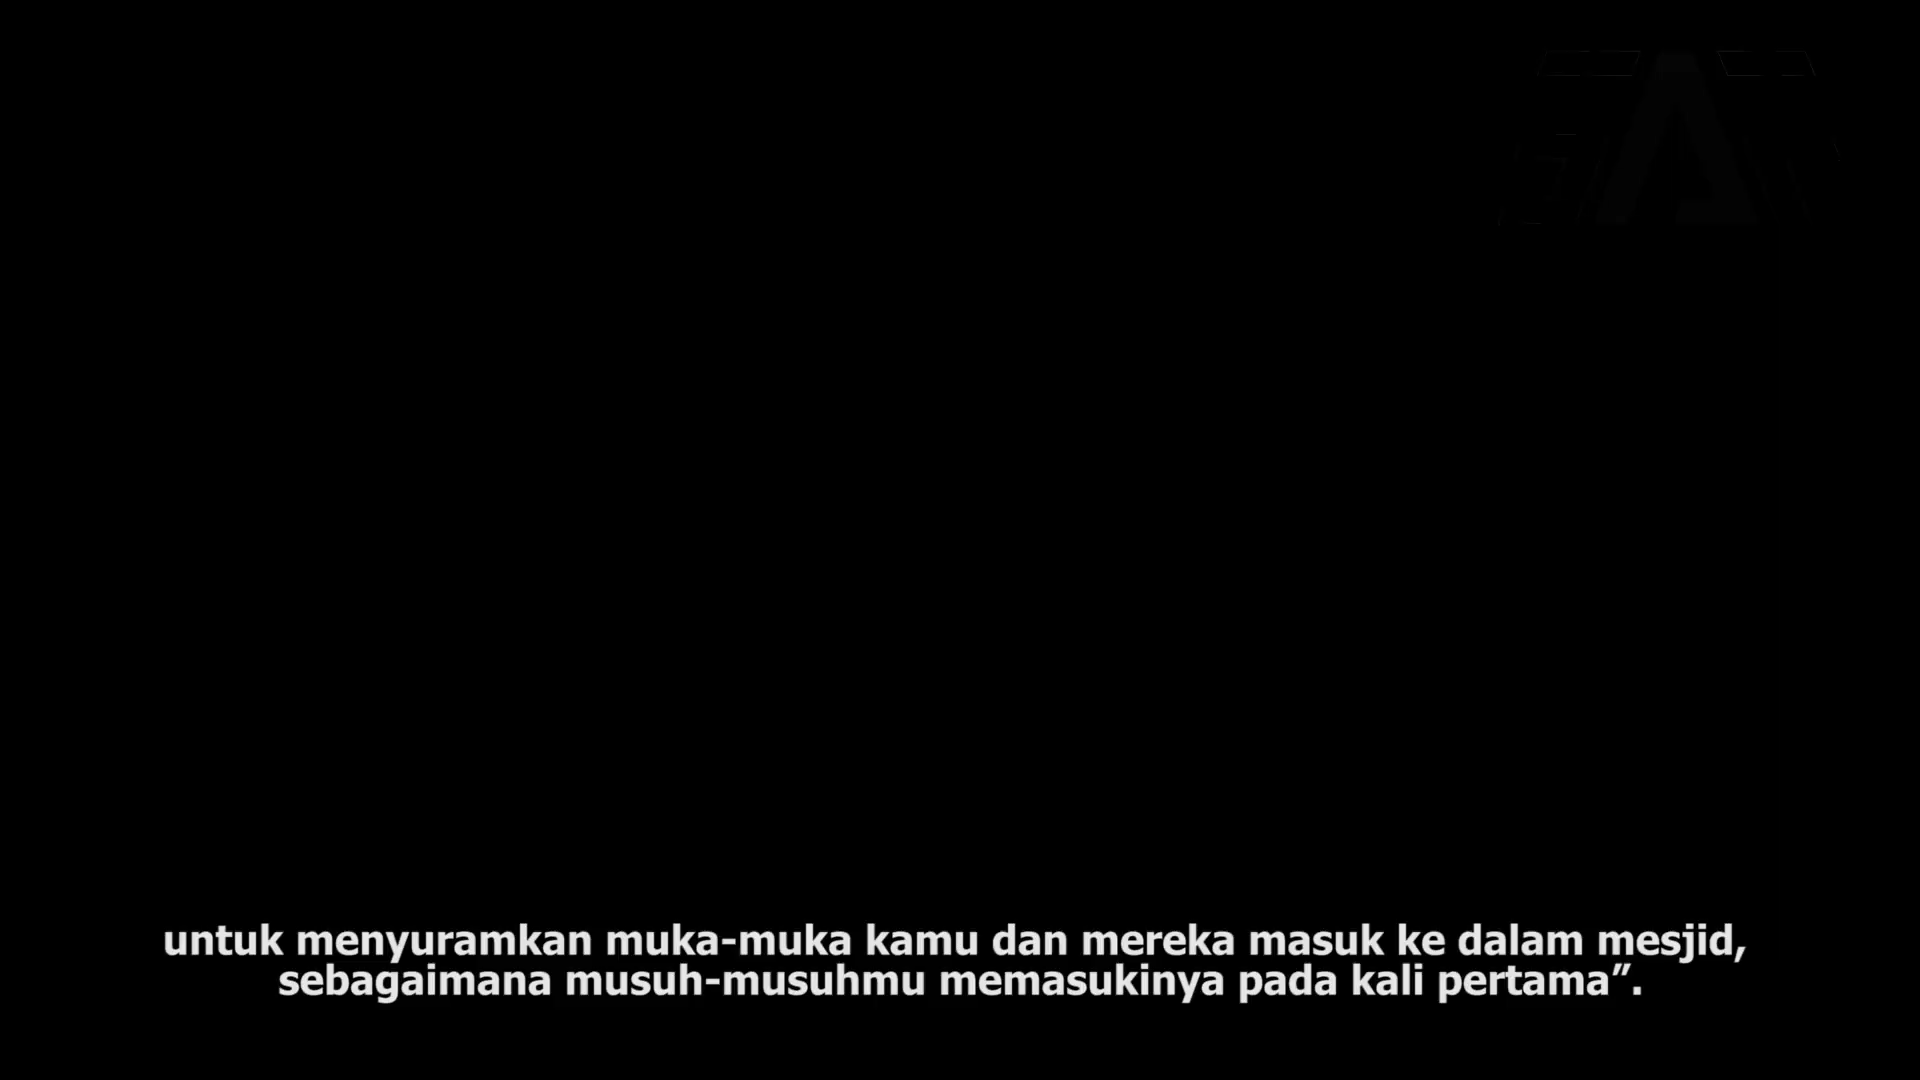 untuk menyuramkan muka-muka kamu dan mereka masuk ke dalam mesjid,
sebagaimana musuh-musuhmu memasukinya pada kali pertama”.